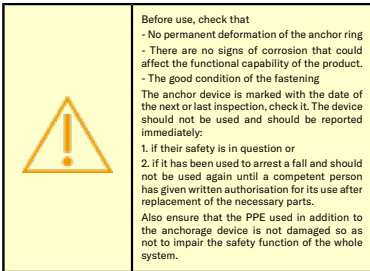 Before use, check that
- No permanent deformation of the anchor ring
- There are no signs of corrosion that could
affect the functional capability of the product.
- The good condition of the fastening
The anchor device is marked with the date of
the next or last inspection, check it. The device
should not be used and should be reported
immediately:
1. if their safety is in question or
2. if it has been used to arrest a fall and should
not be used again until a competent person
has given written authorisation for its use after
replacement of the necessary parts.
Also ensure that the PPE used in addition to
the anchorage device is not damaged so as
not to impair the safety function of the whole
system.